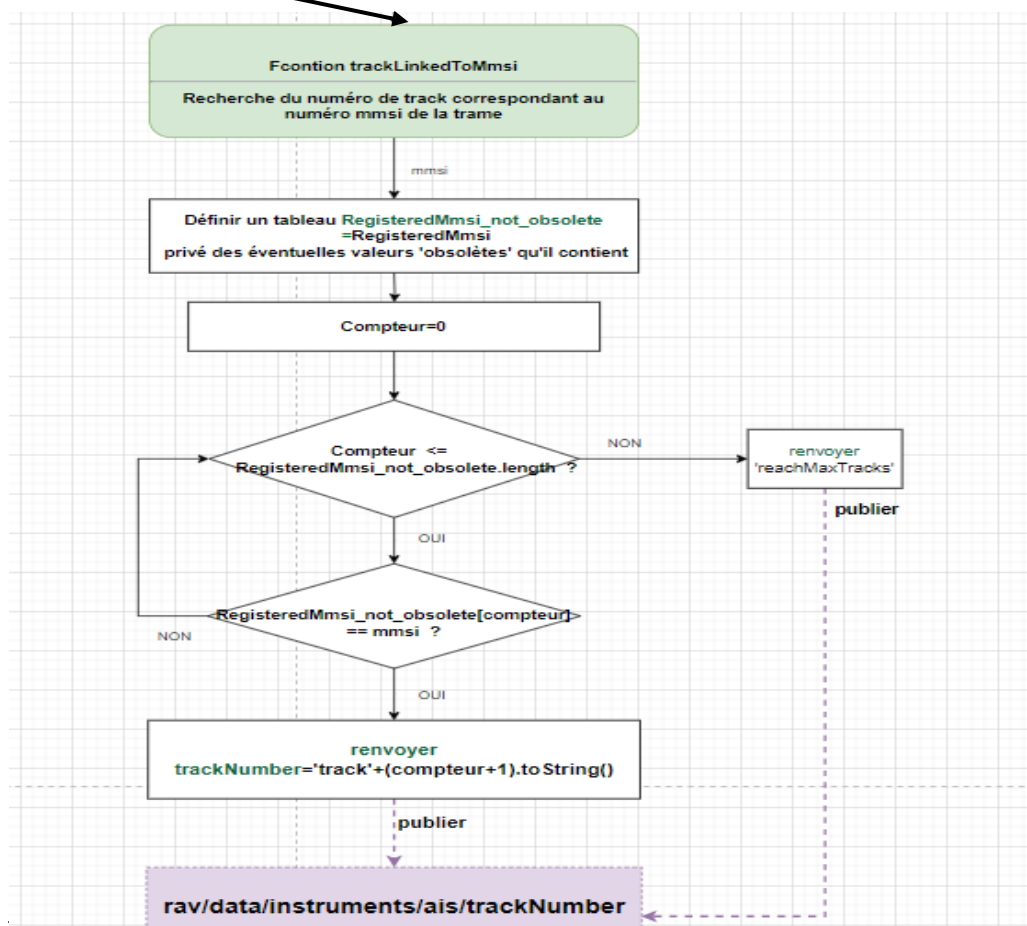 Fcontion trackLinkedToMmsi
Recherche du numéro de track correspondant au
numéro mmsi de la trame
mmsi
Définir un tableau RegisteredMmsi_not_obsolete
=RegisteredMmsi
privé des éventuelles valeurs 'obsolètes' qu'il contient
Compteur=0
Compteur <=
RegisteredMmsi_not_obsolete.length ?
NON
renvoyer
'reachMaxTracks'
publier
OUI
RegisteredMmsi_not_obsolete[compteur]
== mmsi ?
NON
OUI
renvoyer
trackNumber='track'+(compteur+1).toString()
publier
rav/data/instruments/ais/trackNumber